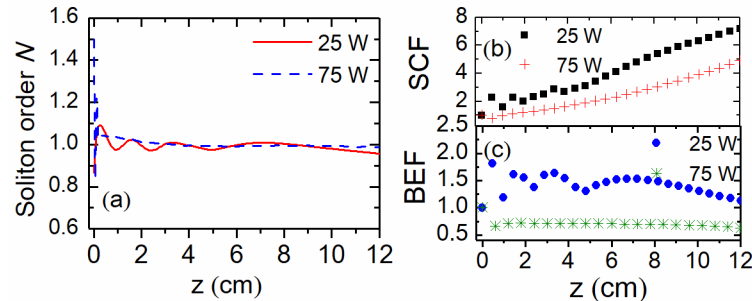 1.6
1.4
1.2
1.0
0.8
0.6
Soliton order N
25 W
75 W
(a)
0 2 4 6 8 10 12
z (cm)
SCF
6
4
2
(b)
25 W
75 W
BEF
2.5
2.0
1.5
1.0
0.5
(c)
25 W
75 W
0 2 4 6 8 10 12
z (cm)